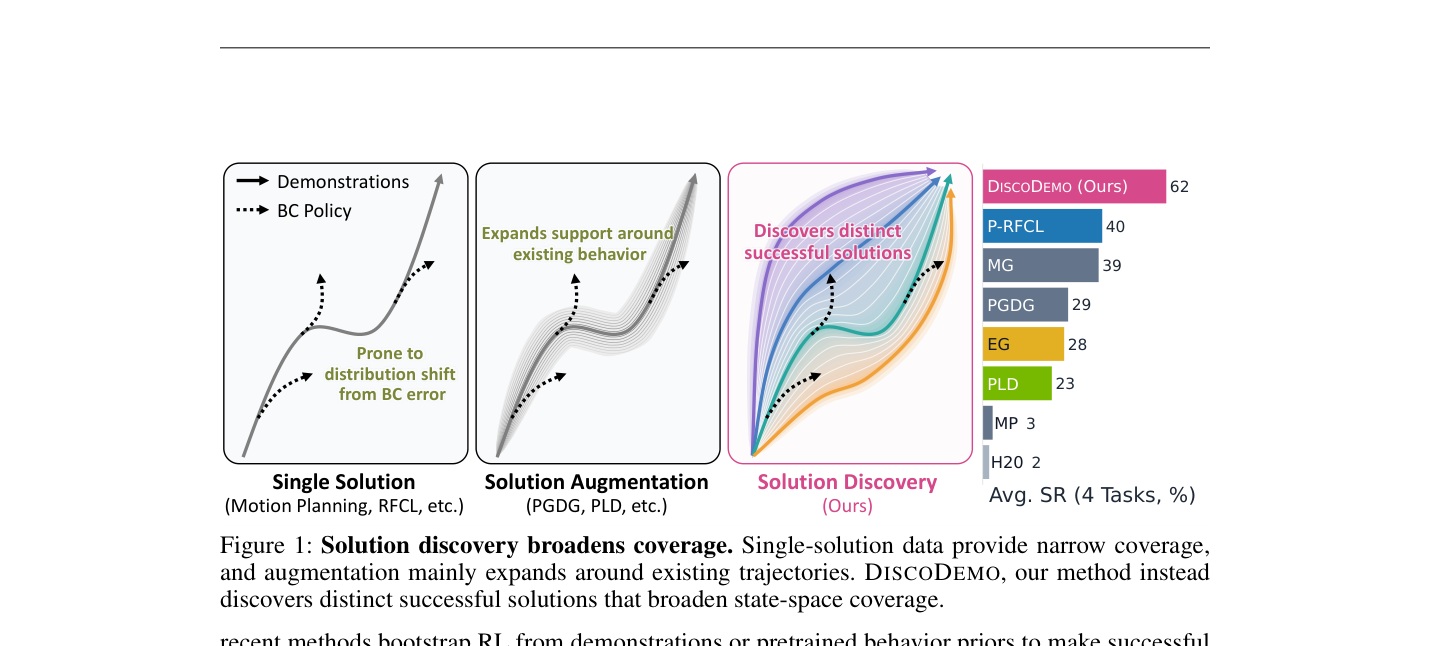 Demonstrations
BC Policy
Prone to
distribution shift
from BC error
Single Solution
(Motion Planning, RFCL, etc.)
Expands support around
existing behavior
Solution Augmentation
(PGDG, PLD, etc.)
Discovers distinct
successful solutions
Solution Discovery
(Ours)
DISCODEMO (Ours) 62
P-RFCL 40
MG 39
PGDG 29
EG 28
PLD 23
MP 3
H20 2
Avg. SR (4 Tasks, %)
Figure 1: Solution discovery broadens coverage. Single-solution data provide narrow coverage,
and augmentation mainly expands around existing trajectories. DISCODEMO, our method instead
discovers distinct successful solutions that broaden state-space coverage.
recent methods bootstrap RL from demonstrations or pretrained behavior priors to make successful